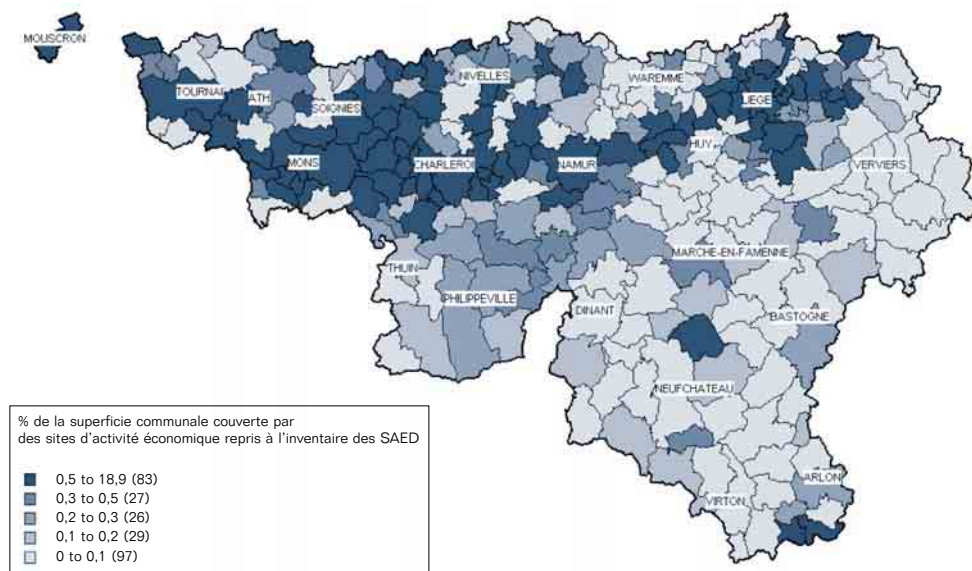 MOUSCRON
TOURNAI
ATH
SOIGNIES
NIVELLES
WAREMME
LIEGE
MONS
CHARLEROI
NAMUR
HUY
VERVIERS
THUIN
PHILIPPEVILLE
DINANT
MARCHE-EN-FAMENNE
BASTOGNE
NEUFCHATEAU
ARLON
VIRTON
% de la superficie communale couverte par
des sites d'activité économique repris à l'inventaire des SAED
0,5 to 18,9 (83)
0,3 to 0,5 (27)
0,2 to 0,3 (26)
0,1 to 0,2 (29)
0 to 0,1 (97)